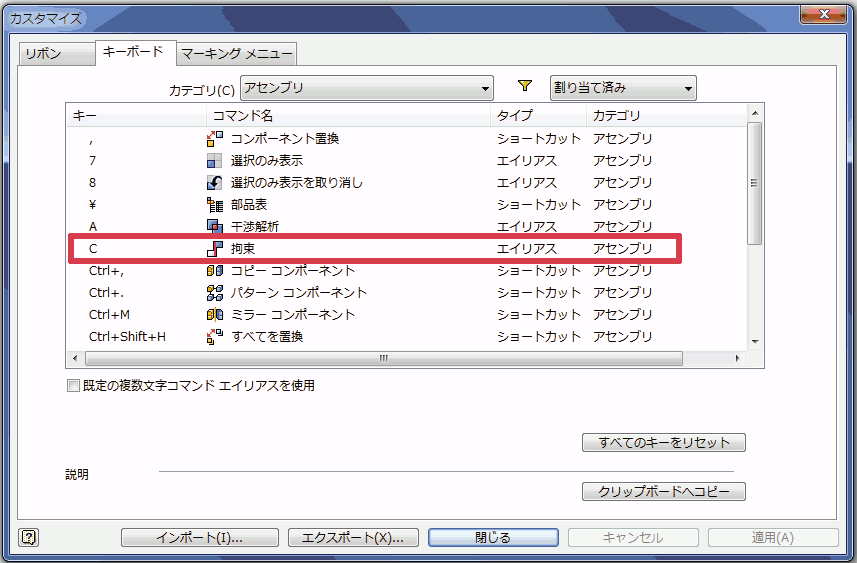 カスタマイズ
リボン キーボード マーキング メニュー
カテゴリ(C) アセンブリ 割り当て済み
キー コマンド名 タイプ カテゴリ
, コンポーネント置換 ショートカット アセンブリ
7 選択のみ表示 エイリアス アセンブリ
8 選択のみ表示を取り消し エイリアス アセンブリ
¥ 部品表 ショートカット アセンブリ
A 干渉解析 エイリアス アセンブリ
C 拘束 エイリアス アセンブリ
Ctrl+, コピー コンポーネント ショートカット アセンブリ
Ctrl+. パターン コンポーネント ショートカット アセンブリ
Ctrl+M ミラー コンポーネント ショートカット アセンブリ
Ctrl+Shift+H すべてを置換 ショートカット アセンブリ
既定の複数文字コマンド エイリアスを使用
すべてのキーをリセット
説明
クリップボードへコピー
インポート(I)... エクスポート(X)... 閉じる キャンセル 適用(A)